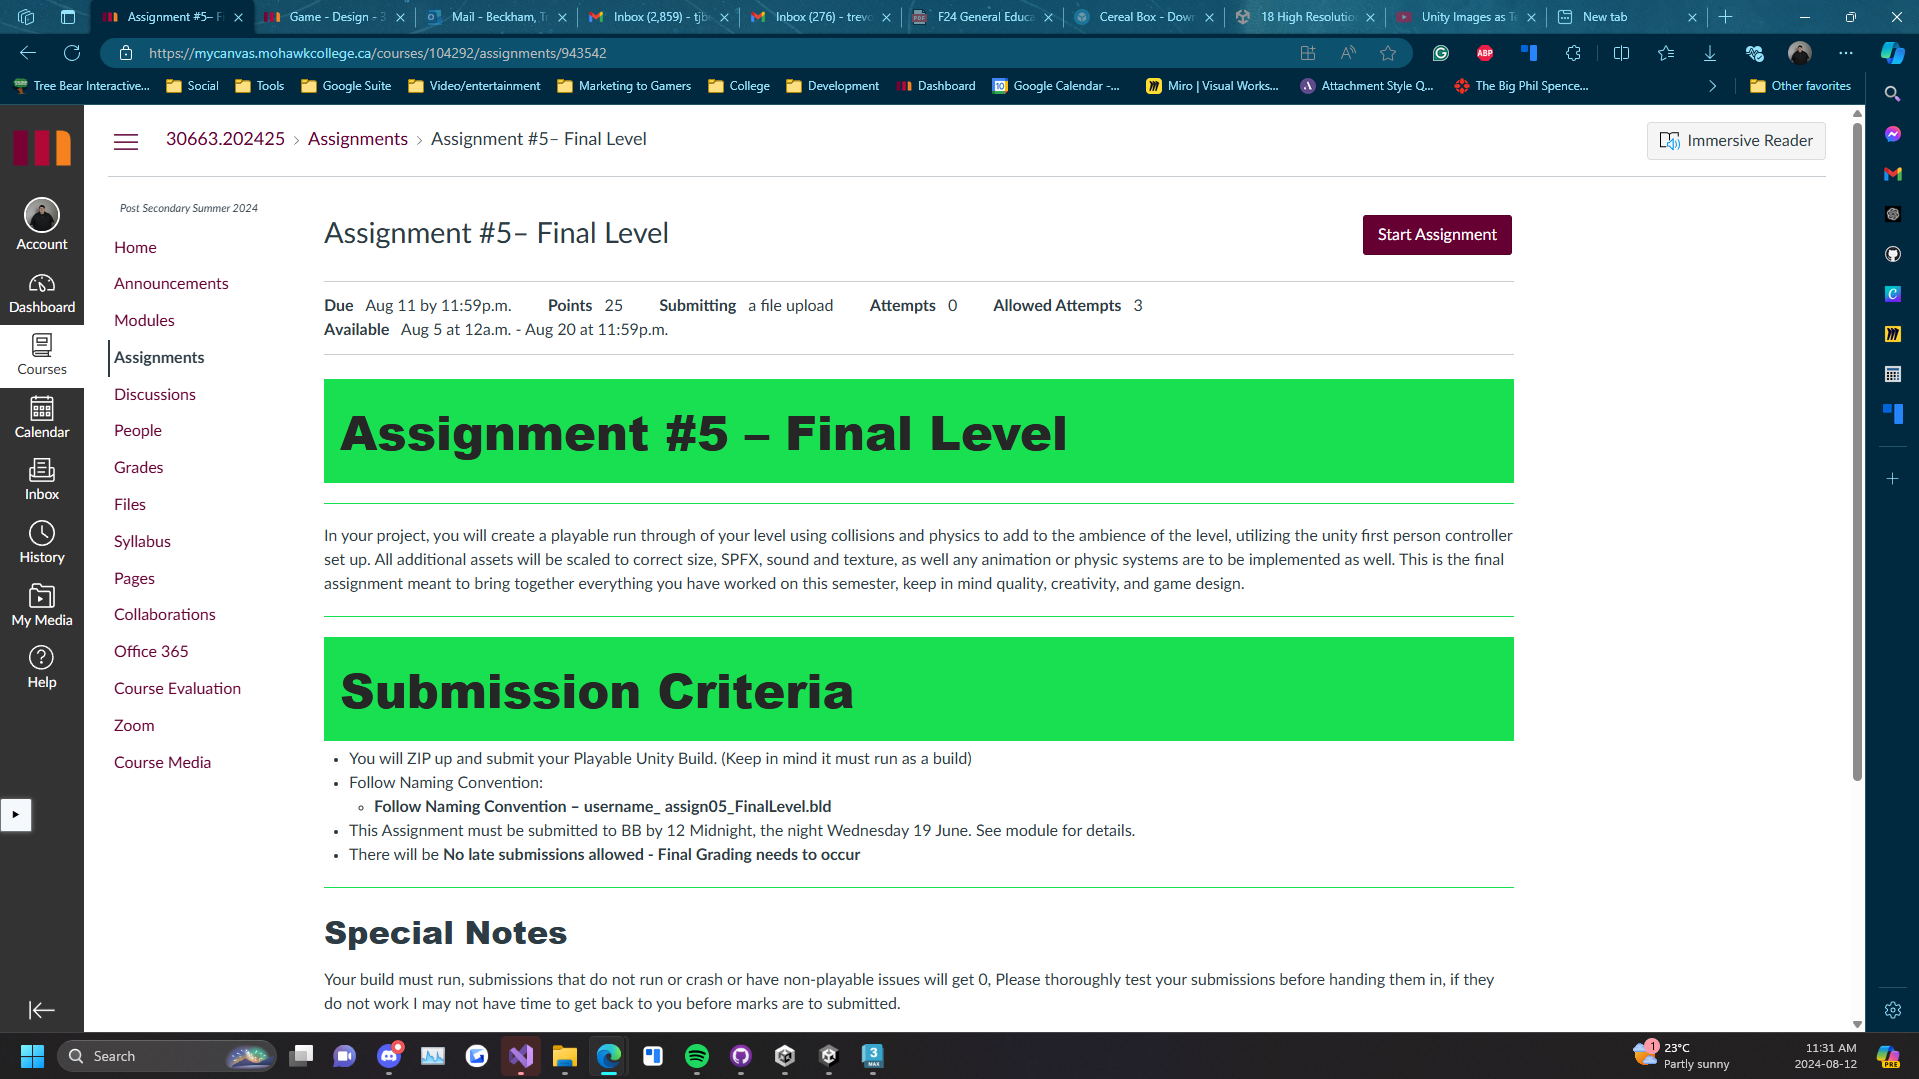 Assignment #5– Fi
Game - Design - 3
Mail - Beckham, Tr
Inbox (2,859) - tjb
Inbox (276) - trevo
F24 General Educa
Cereal Box - Dow
18 High Resolutio
Unity Images as T
New tab
https://mycanvas.mohawkcollege.ca/courses/104292/assignments/943542
Tree Bear Interactive...
Social
Tools
Google Suite
Video/entertainment
Marketing to Gamers
College
Development
Dashboard
Google Calendar -...
Miro | Visual Works...
Attachment Style Q...
The Big Phil Spence...
Other favorites
30663.202425 › Assignments › Assignment #5– Final Level
Immersive Reader
Account
Dashboard
Courses
Calendar
Inbox
History
My Media
Help
Post Secondary Summer 2024
Home
Announcements
Modules
Assignments
Discussions
People
Grades
Files
Syllabus
Pages
Collaborations
Office 365
Course Evaluation
Zoom
Course Media
Assignment #5– Final Level
Start Assignment
Due Aug 11 by 11:59p.m. Points 25 Submitting a file upload Attempts 0 Allowed Attempts 3
Available Aug 5 at 12a.m. - Aug 20 at 11:59p.m.
Assignment #5 – Final Level
In your project, you will create a playable run through of your level using collisions and physics to add to the ambience of the level, utilizing the unity first person controller
set up. All additional assets will be scaled to correct size, SPFX, sound and texture, as well any animation or physic systems are to be implemented as well. This is the final
assignment meant to bring together everything you have worked on this semester, keep in mind quality, creativity, and game design.
Submission Criteria
You will ZIP up and submit your Playable Unity Build. (Keep in mind it must run as a build)
Follow Naming Convention:
Follow Naming Convention – username_ assign05_FinalLevel.bld
This Assignment must be submitted to BB by 12 Midnight, the night Wednesday 19 June. See module for details.
There will be No late submissions allowed - Final Grading needs to occur
Special Notes
Your build must run, submissions that do not run or crash or have non-playable issues will get 0, Please thoroughly test your submissions before handing them in, if they
do not work I may not have time to get back to you before marks are to submitted.
Search
1
23°C
Partly sunny
11:31 AM
2024-08-12